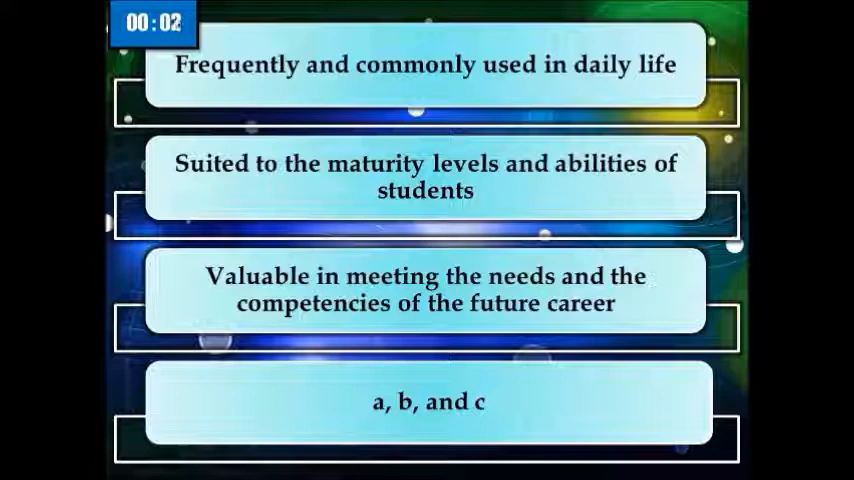 00:02
Frequently and commonly used in daily life
Suited to the maturity levels and abilities of
students
Valuable in meeting the needs and the
competencies of the future career
a, b, and c